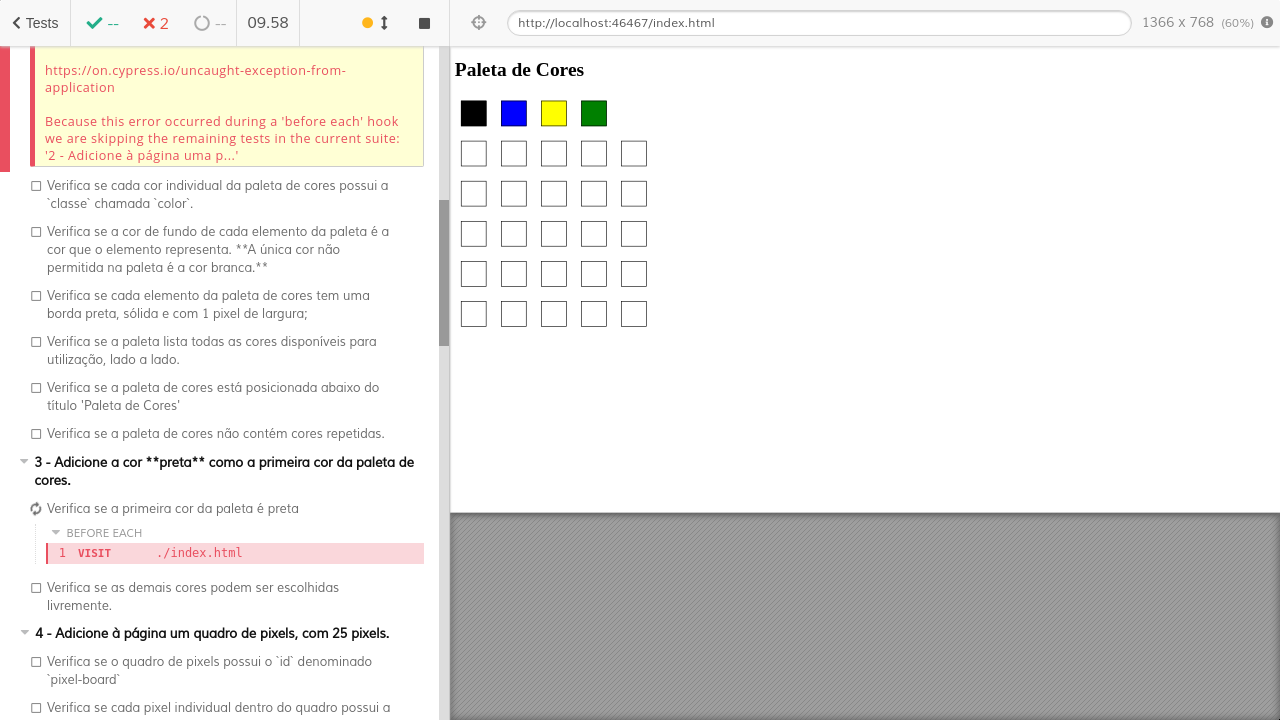 Tests
--
2
--
09.58
http://localhost:46467/index.html
1366 x 768 (60%)
https://on.cypress.io/uncaught-exception-from-
application
Because this error occurred during a 'before each' hook
we are skipping the remaining tests in the current suite:
'2 - Adicione à página uma p...'
Verifica se cada cor individual da paleta de cores possui a
`classe` chamada `color`.
Verifica se a cor de fundo de cada elemento da paleta é a
cor que o elemento representa. **A única cor não
permitida na paleta é a cor branca.**
Verifica se cada elemento da paleta de cores tem uma
borda preta, sólida e com 1 pixel de largura;
Verifica se a paleta lista todas as cores disponíveis para
utilização, lado a lado.
Verifica se a paleta de cores está posicionada abaixo do
título 'Paleta de Cores'
Verifica se a paleta de cores não contém cores repetidas.
3 - Adicione a cor **preta** como a primeira cor da paleta de
cores.
Verifica se a primeira cor da paleta é preta
BEFORE EACH
1 VISIT ./index.html
Verifica se as demais cores podem ser escolhidas
livremente.
4 - Adicione à página um quadro de pixels, com 25 pixels.
Verifica se o quadro de pixels possui o `id` denominado
`pixel-board`
Verifica se cada pixel individual dentro do quadro possui a
Paleta de Cores